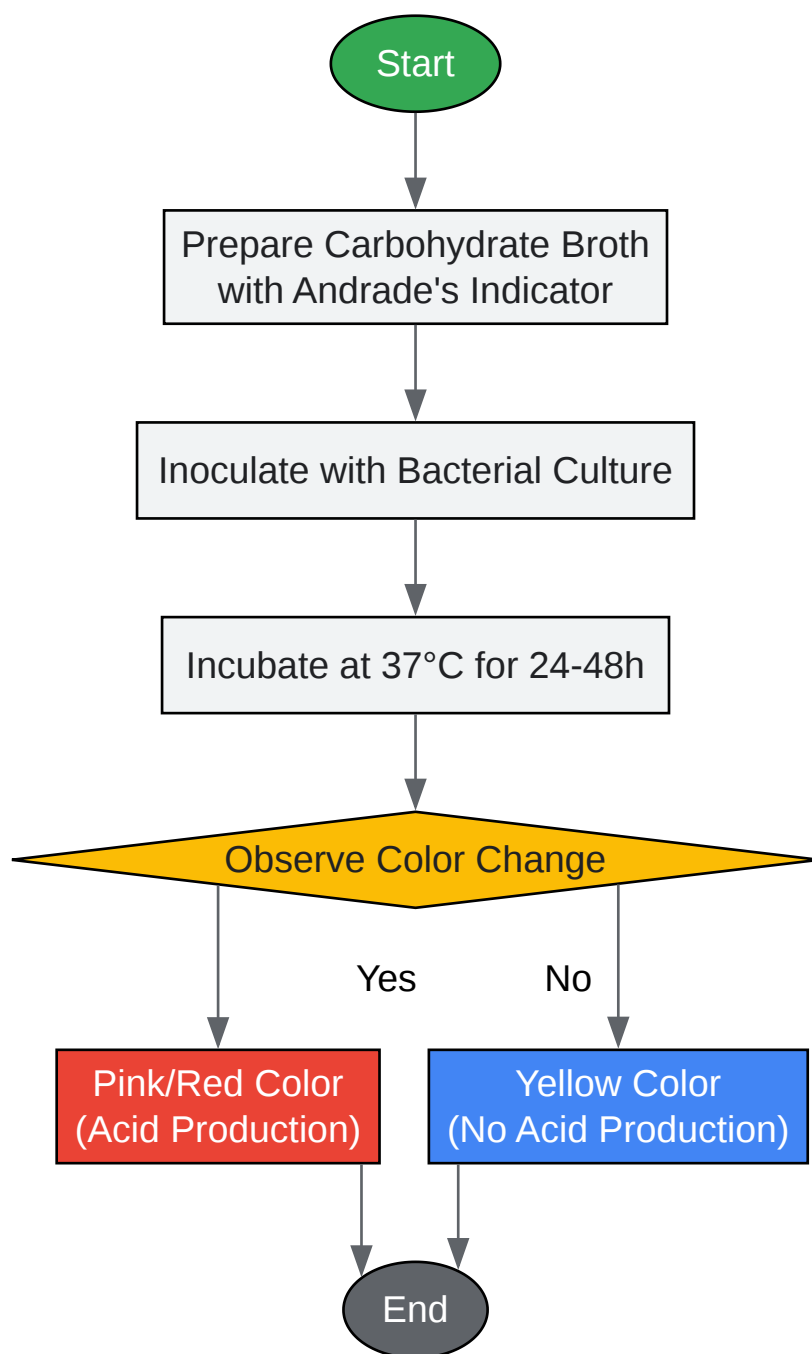 Start
Prepare Carbohydrate Broth
with Andrade's Indicator
Inoculate with Bacterial Culture
Incubate at 37°C for 24-48h
Observe Color Change
Yes
No
Pink/Red Color
(Acid Production)
Yellow Color
(No Acid Production)
End